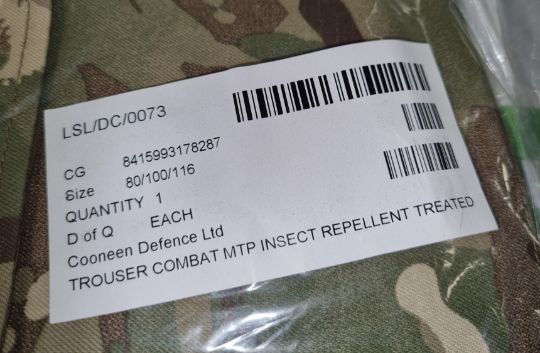 LSL/DC/0073
CG 8415993178287
Size 80/100/116
QUANTITY 1
D of Q EACH
Cooneen Defence Ltd
TROUSER COMBAT MTP INSECT REPELLENT TREATED